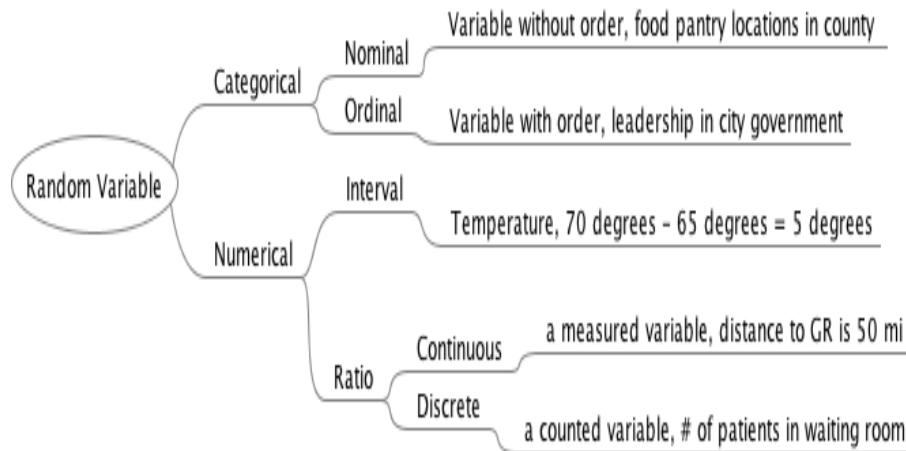 Random Variable
Categorical
Nominal
Variable without order, food pantry locations in county
Ordinal
Variable with order, leadership in city government
Numerical
Interval
Temperature, 70 degrees - 65 degrees = 5 degrees
Ratio
Continuous
a measured variable, distance to GR is 50 mi
Discrete
a counted variable, # of patients in waiting room